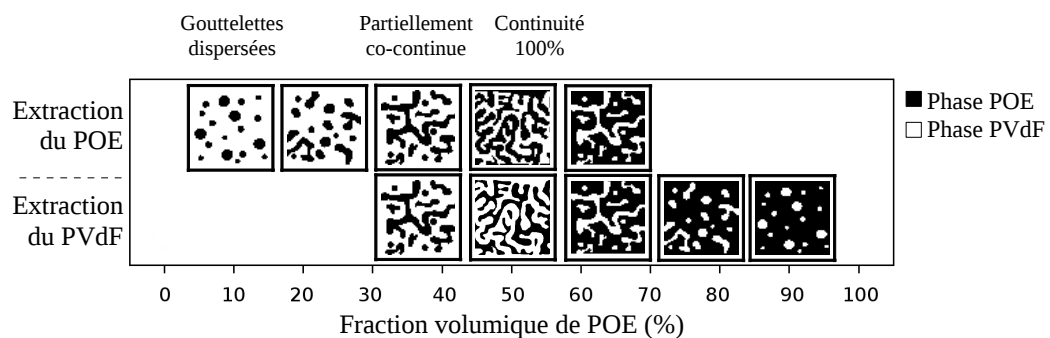 Gouttelettes
dispersées
Partiellement
co-continue
Continuité
100%
Extraction
du POE
Extraction
du PVdF
Phase POE
Phase PVdF
0 10 20 30 40 50 60 70 80 90 100
Fraction volumique de POE (%)